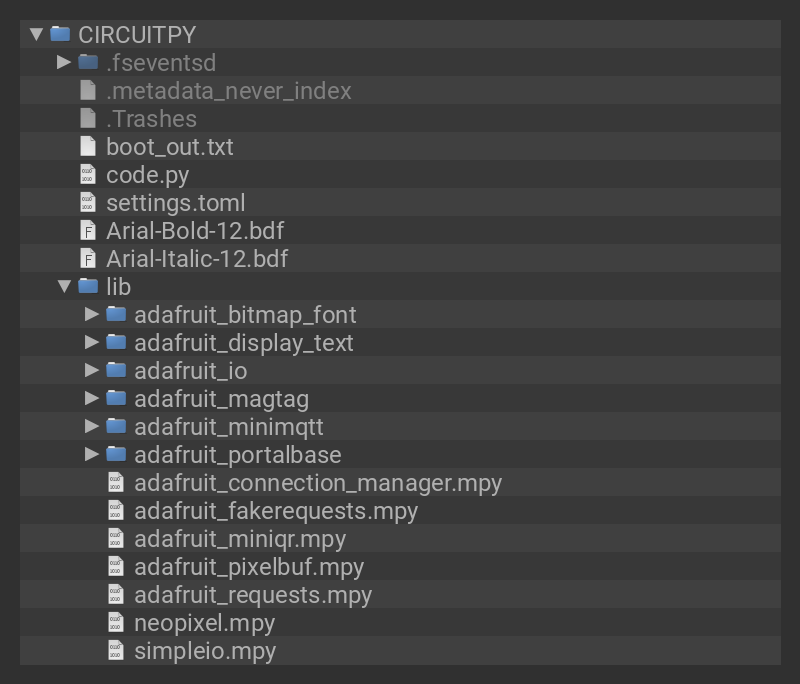 CIRCUITPY
.fseventsd
.metadata_never_index
.Trashes
boot_out.txt
code.py
settings.toml
Arial-Bold-12.bdf
Arial-Italic-12.bdf
lib
adafruit_bitmap_font
adafruit_display_text
adafruit_io
adafruit_magtag
adafruit_minimqtt
adafruit_portalbase
adafruit_connection_manager.mpy
adafruit_fakerequests.mpy
adafruit_miniqr.mpy
adafruit_pixelbuf.mpy
adafruit_requests.mpy
neopixel.mpy
simpleio.mpy